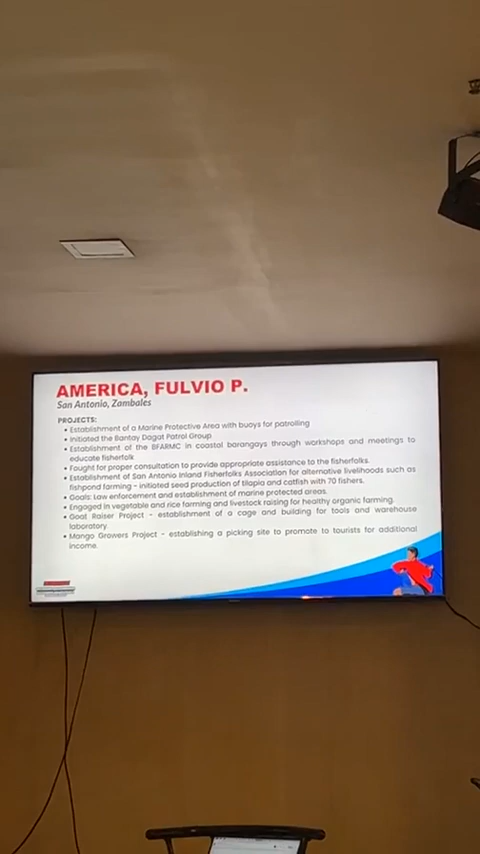 AMERICA, FULVIO P.
San Antonio, Zambales
PROJECTS:
• Establishment of a Marine Protective Area with buoys for patrolling
• Initiated the Bantay Dagat Patrol Group
• Establishment of the BFARMC in coastal barangays through workshops and meetings to
educate fisherfolk
• Fought for proper consultation to provide appropriate assistance to the fisherfolks.
• Establishment of San Antonio Inland Fisherfolks Association for alternative livelihoods such as
fishpond farming - initiated seed production of tilapia and catfish with 70 fishers.
• Goals: Law enforcement and establishment of marine protected areas.
• Engaged in vegetable and rice farming and livestock raising for healthy organic farming.
• Goat Raiser Project - establishment of a cage and building for tools and warehouse
laboratory
• Mango Growers Project - establishing a picking site to promote to tourists for additional
income.